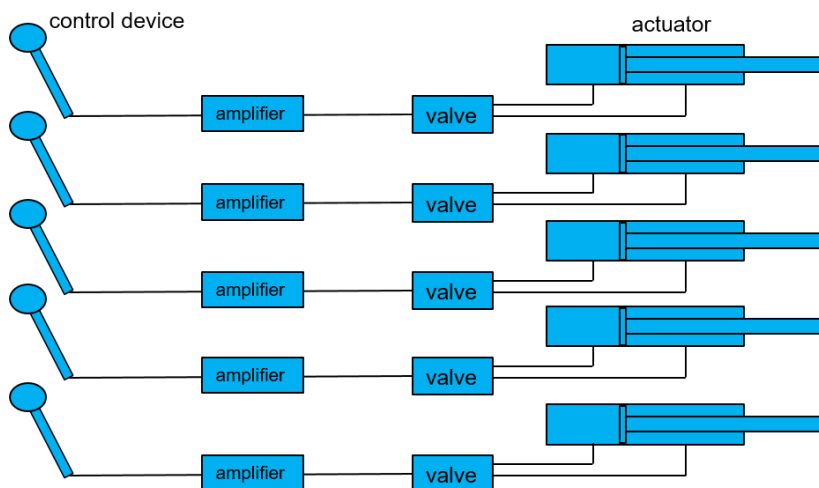 control device
actuator
amplifier
valve
amplifier
valve
amplifier
valve
amplifier
valve
amplifier
valve